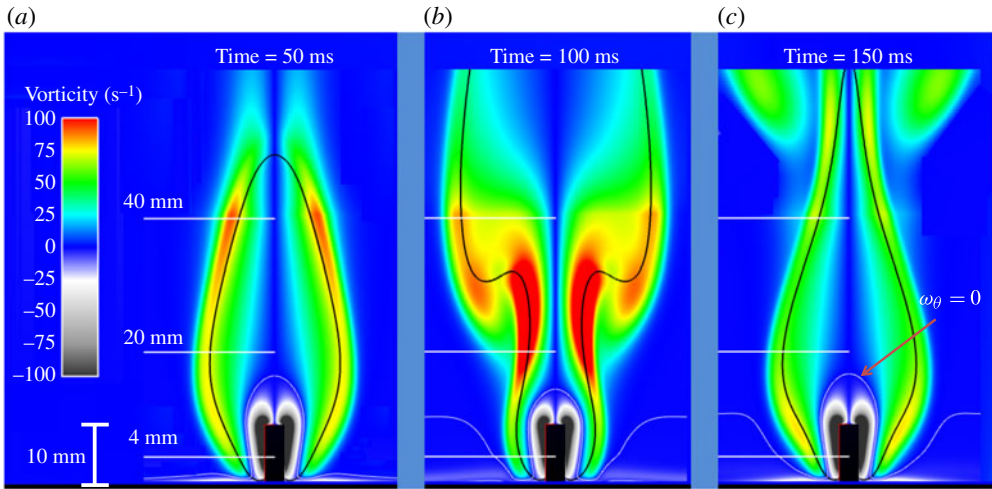 (a)
(b)
(c)
Time = 50 ms
Time = 100 ms
Time = 150 ms
Vorticity (s⁻¹)
100
75
50
25
0
−25
−50
−75
−100
40 mm
20 mm
4 mm
10 mm
ωθ = 0